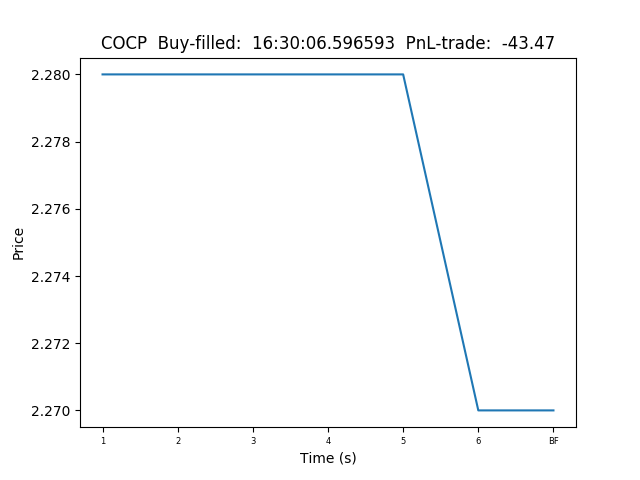 COCP  Buy-filled:  16:30:06.596593  PnL-trade:  -43.47
2.280
2.278
2.276
2.274
2.272
2.270
Price
1 2 3 4 5 6 BF
Time (s)